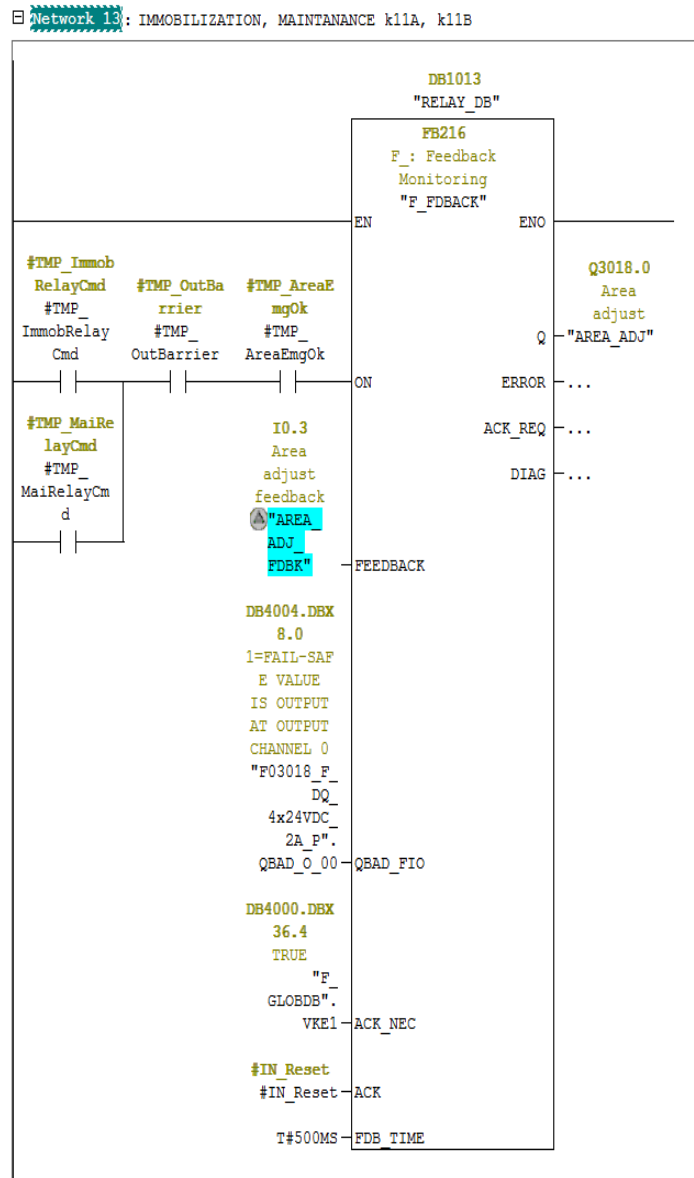 Network 13: IMMOBILIZATION, MAINTANANCE k11A, k11B
DB1013
"RELAY_DB"
FB216
F_: Feedback
Monitoring
"F_FDBACK"
EN
ENO
#TMP_Immob
RelayCmd
#TMP_
ImmobRelay
Cmd
#TMP_OutBa
rrier
#TMP_
OutBarrier
#TMP_AreaE
mgOk
#TMP_
AreaEmgOk
ON
Q3018.0
Area
adjust
"AREA_ADJ"
Q
ERROR
...
ACK_REQ
...
DIAG
...
#TMP_MaiRe
layCmd
#TMP_
MaiRelayCm
d
I0.3
Area
adjust
feedback
"AREA_
ADJ_
FDBK"
FEEDBACK
DB4004.DBX
8.0
1=FAIL-SAF
E VALUE
IS OUTPUT
AT OUTPUT
CHANNEL 0
"F03018_F_
DQ_
4x24VDC_
2A_P".
QBAD_O_00
QBAD_FIO
DB4000.DBX
36.4
TRUE
"F_
GLOBDB".
VKE1
ACK_NEC
#IN_Reset
#IN_Reset
ACK
T#500MS
FDB_TIME